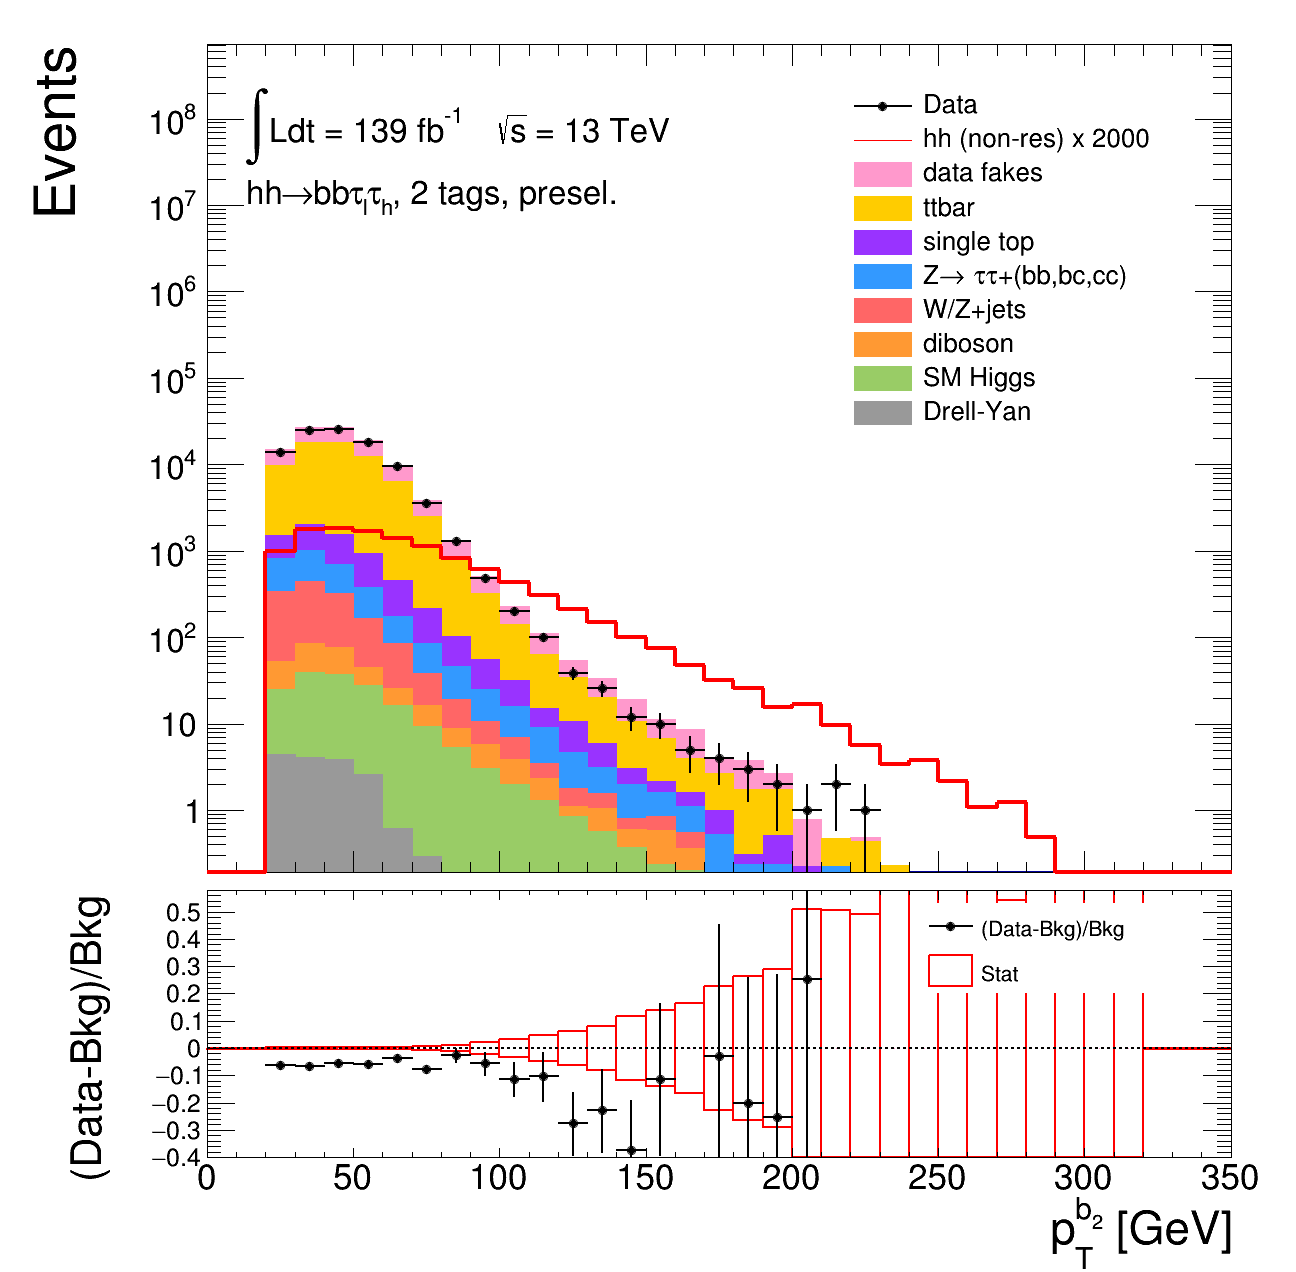 Events
10⁸
10⁷
10⁶
10⁵
10⁴
10³
10²
10
1
∫Ldt = 139 fb⁻¹ √s = 13 TeV
hh→bbτₗτₕ, 2 tags, presel.
Data
hh (non-res) x 2000
data fakes
ttbar
single top
Z→ ττ+(bb,bc,cc)
W/Z+jets
diboson
SM Higgs
Drell-Yan
(Data-Bkg)/Bkg
0.5
0.4
0.3
0.2
0.1
0
−0.1
−0.2
−0.3
−0.4
(Data-Bkg)/Bkg
Stat
0 50 100 150 200 250 300 350
p_T^{b_2} [GeV]